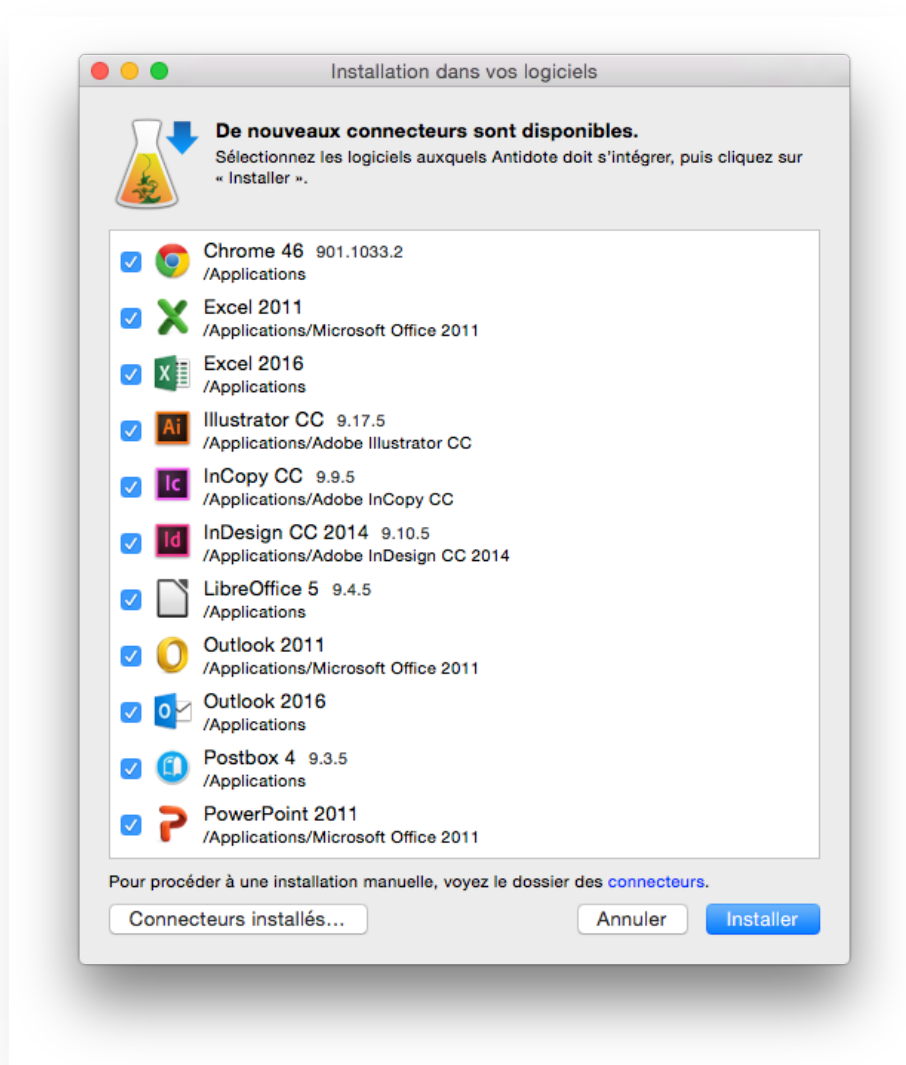 Installation dans vos logiciels
De nouveaux connecteurs sont disponibles.
Sélectionnez les logiciels auxquels Antidote doit s'intégrer, puis cliquez sur
« Installer ».
Chrome 46 901.1033.2
/Applications
Excel 2011
/Applications/Microsoft Office 2011
X
Excel 2016
/Applications
Ai
Illustrator CC 9.17.5
/Applications/Adobe Illustrator CC
Ic
InCopy CC 9.9.5
/Applications/Adobe InCopy CC
Id
InDesign CC 2014 9.10.5
/Applications/Adobe InDesign CC 2014
LibreOffice 5 9.4.5
/Applications
Outlook 2011
/Applications/Microsoft Office 2011
o
Outlook 2016
/Applications
Postbox 4 9.3.5
/Applications
PowerPoint 2011
/Applications/Microsoft Office 2011
Pour procéder à une installation manuelle, voyez le dossier des connecteurs.
Connecteurs installés... Annuler Installer